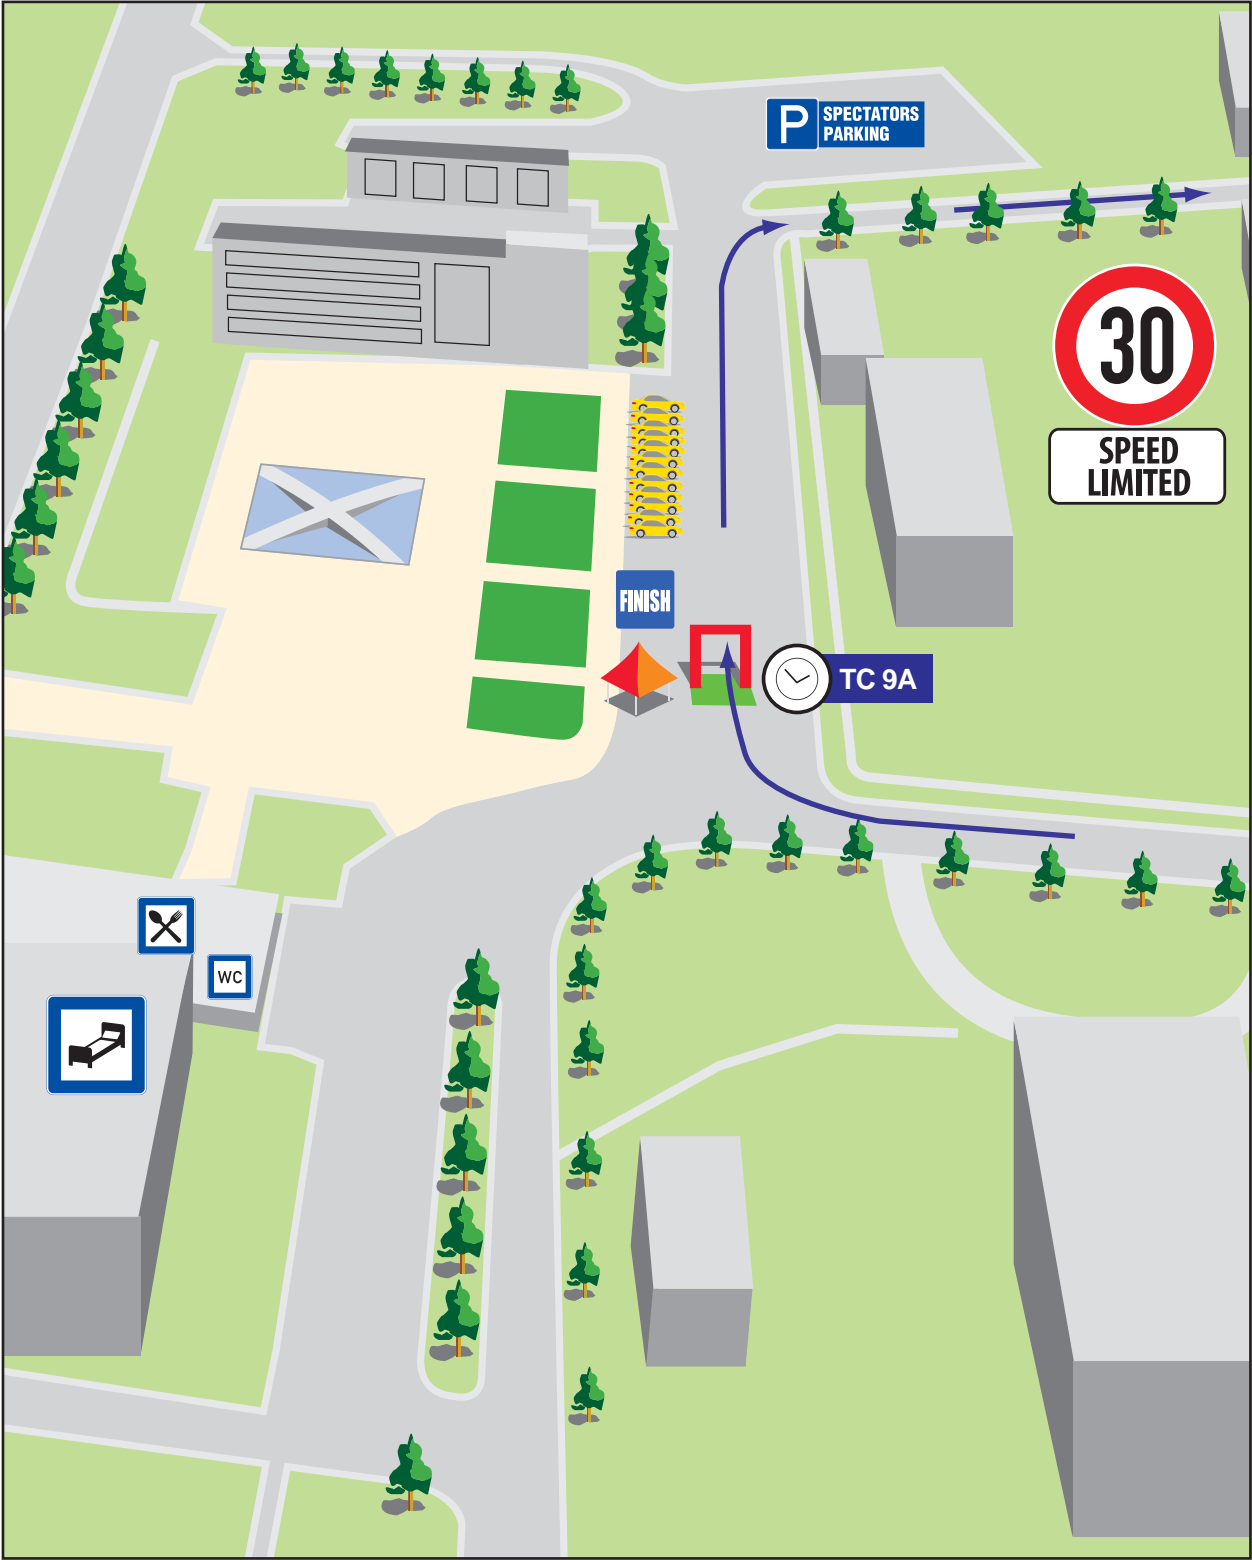 P
SPECTATORS
PARKING
30
SPEED
LIMITED
FINISH
TC 9A
WC